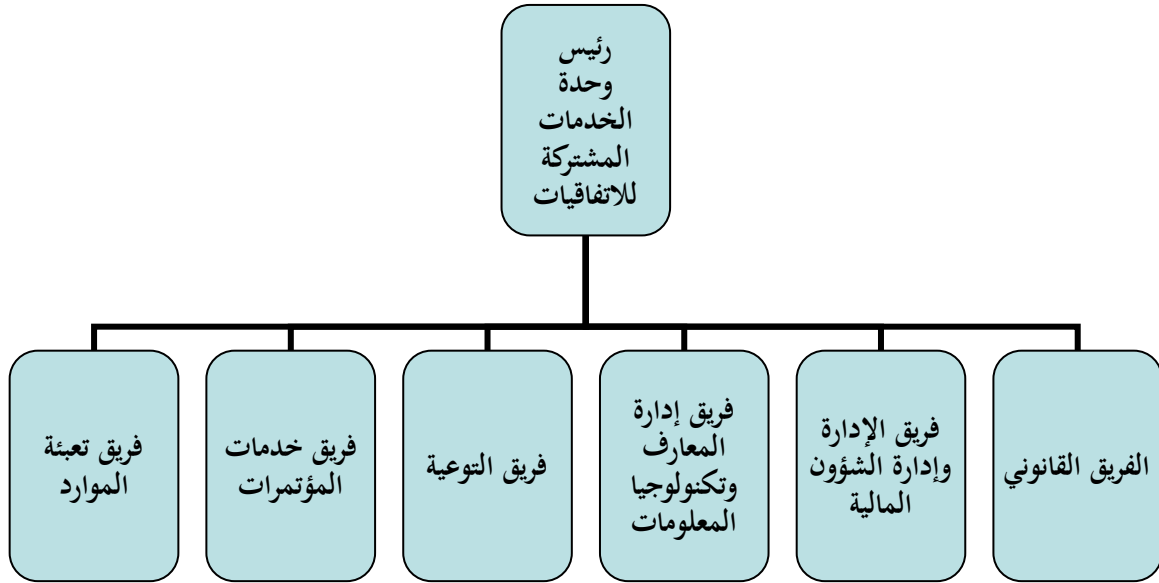 رئيس
وحدة
الخدمات
المشتركة
للاتفاقيات
الفريق القانوني
فريق الإدارة
وإدارة الشؤون
المالية
فريق إدارة
المعارف
وتكنولوجيا
المعلومات
فريق التوعية
فريق خدمات
المؤتمرات
فريق تعبئة
الموارد